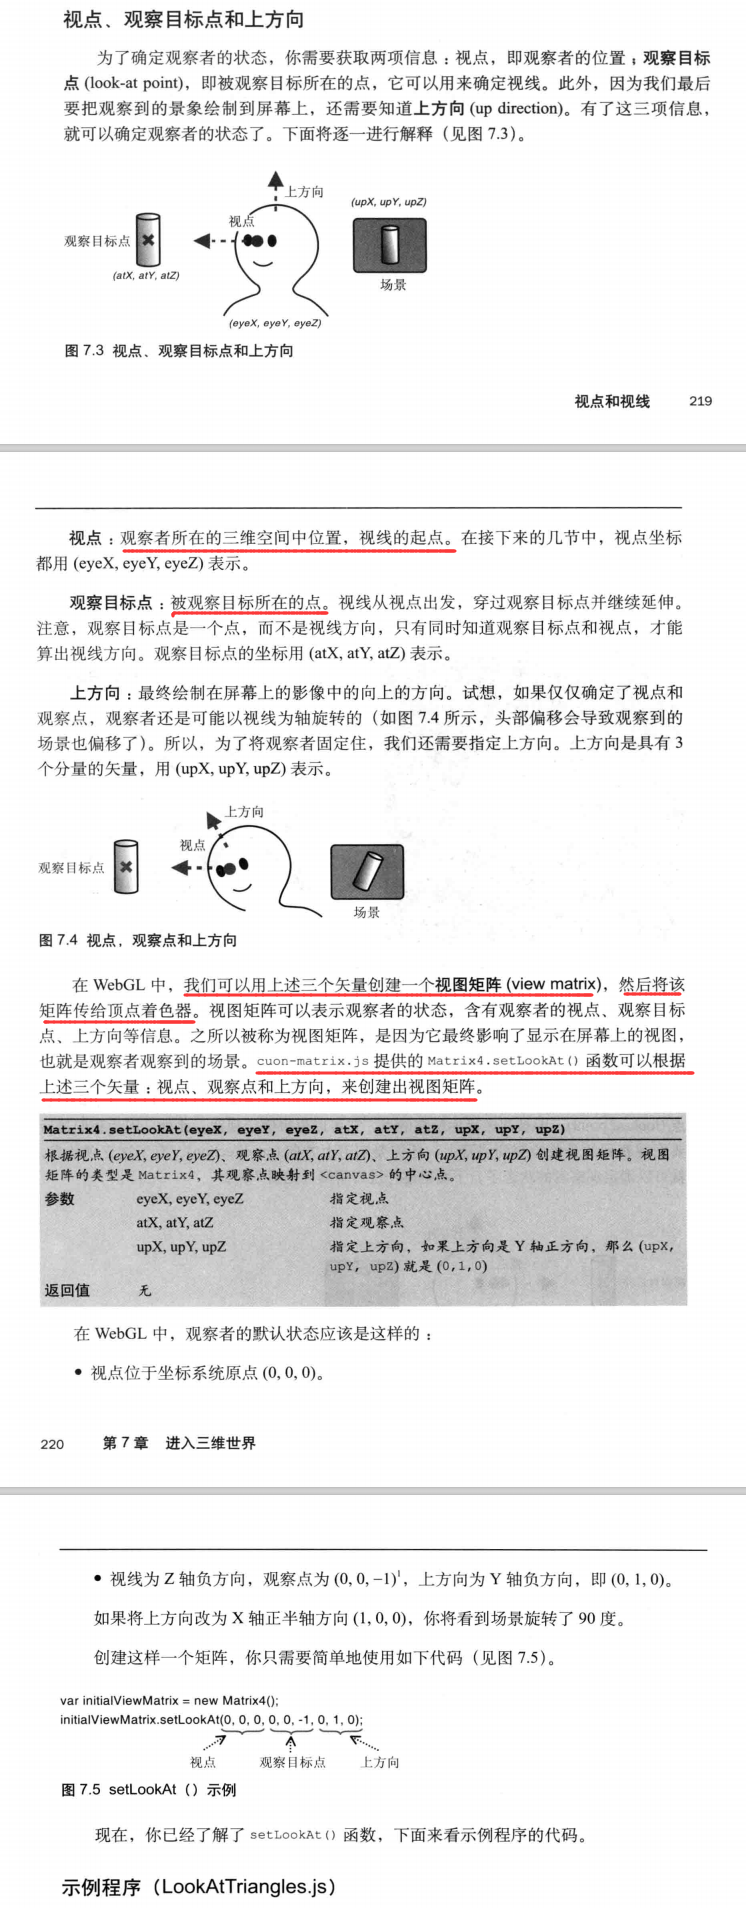 视点、观察目标点和上方向
为了确定观察者的状态，你需要获取两项信息：视点，即观察者的位置；观察目标
点 (look-at point)，即被观察目标所在的点，它可以用来确定视线。此外，因为我们最后
要把观察到的景象绘制到屏幕上，还需要知道上方向 (up direction)。有了这三项信息，
就可以确定观察者的状态了。下面将逐一进行解释（见图 7.3）。
上方向
(upX, upY, upZ)
视点
观察目标点
(atX, atY, atZ)
场景
(eyeX, eyeY, eyeZ)
图 7.3 视点、观察目标点和上方向
视点和视线 219
视点：观察者所在的三维空间中位置，视线的起点。在接下来的几节中，视点坐标
都用 (eyeX, eyeY, eyeZ) 表示。
观察目标点：被观察目标所在的点。视线从视点出发，穿过观察目标点并继续延伸。
注意，观察目标点是一个点，而不是视线方向，只有同时知道观察目标点和视点，才能
算出视线方向。观察目标点的坐标用 (atX, atY, atZ) 表示。
上方向：最终绘制在屏幕上的影像中的向上的方向。试想，如果仅仅确定了视点和
观察点，观察者还是可能以视线为轴旋转的（如图 7.4 所示，头部偏移会导致观察到的
场景也偏移了）。所以，为了将观察者固定住，我们还需要指定上方向。上方向是具有 3
个分量的矢量，用 (upX, upY, upZ) 表示。
上方向
视点
观察目标点
场景
图 7.4 视点，观察点和上方向
在 WebGL 中，我们可以用上述三个矢量创建一个视图矩阵 (view matrix)，然后将该
矩阵传给顶点着色器。视图矩阵可以表示观察者的状态，含有观察者的视点、观察目标
点、上方向等信息。之所以被称为视图矩阵，是因为它最终影响了显示在屏幕上的视图，
也就是观察者观察到的场景。cuon-matrix.js 提供的 Matrix4.setLookAt() 函数可以根据
上述三个矢量：视点、观察点和上方向，来创建出视图矩阵。
Matrix4.setLookAt(eyeX, eyeY, eyeZ, atX, atY, atZ, upX, upY, upZ)
根据视点 (eyeX, eyeY, eyeZ)、观察点 (atX, atY, atZ)、上方向 (upX, upY, upZ) 创建视图矩阵。视图
矩阵的类型是 Matrix4，其观察点映射到 <canvas> 的中心点。
参数 eyeX, eyeY, eyeZ 指定视点
atX, atY, atZ 指定观察点
upX, upY, upZ 指定上方向，如果上方向是 Y 轴正方向，那么 (upX,
upY, upZ) 就是 (0,1,0)
返回值 无
在 WebGL 中，观察者的默认状态应该是这样的：
• 视点位于坐标系统原点 (0, 0, 0)。
220 第 7 章 进入三维世界
• 视线为 Z 轴负方向，观察点为 (0, 0, −1)¹，上方向为 Y 轴负方向，即 (0, 1, 0)。
如果将上方向改为 X 轴正半轴方向 (1, 0, 0)，你将看到场景旋转了 90 度。
创建这样一个矩阵，你只需要简单地使用如下代码（见图 7.5）。
var initialViewMatrix = new Matrix4();
initialViewMatrix.setLookAt(0, 0, 0, 0, 0, -1, 0, 1, 0);
视点 观察目标点 上方向
图 7.5 setLookAt（）示例
现在，你已经了解了 setLookAt() 函数，下面来看示例程序的代码。
示例程序（LookAtTriangles.js）